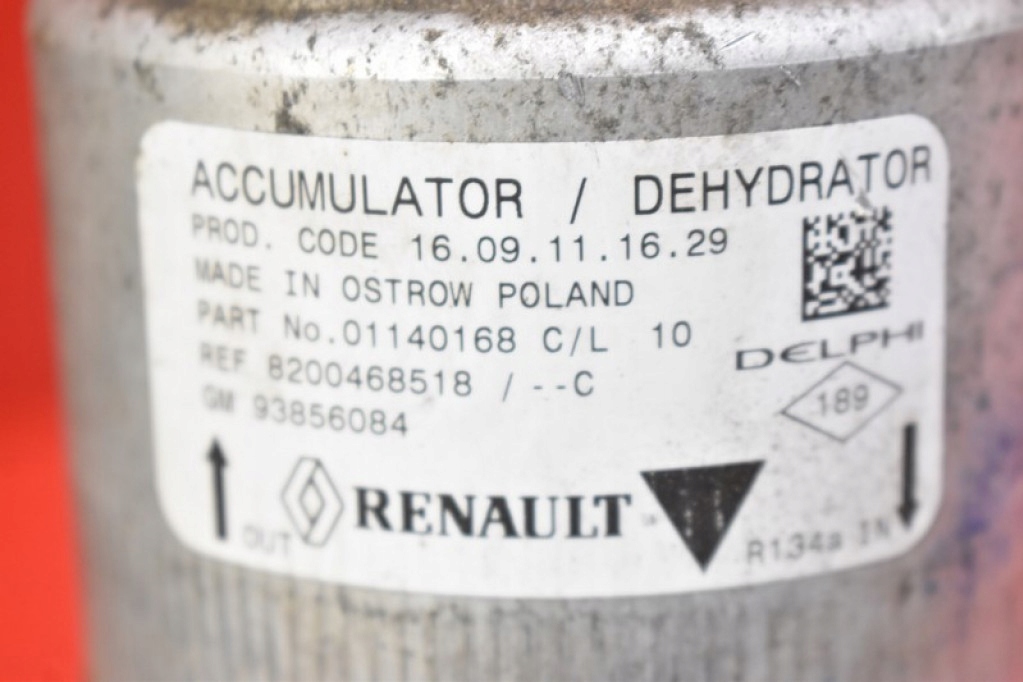 ACCUMULATOR / DEHYDRATOR
PROD. CODE 16.09.11.16.29
MADE IN OSTROW POLAND
PART No.01140168 C/L 10
DELPHI
REF 8200468518 / --C
189
GM 93856084
OUT
RENAULT
R134a IN